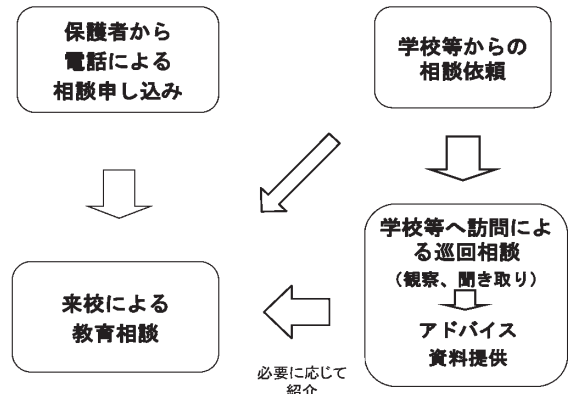 保護者から
電話による
相談申し込み
学校等からの
相談依頼
学校等へ訪問によ
る巡回相談
（観察、聞き取り）
アドバイス
資料提供
来校による
教育相談
必要に応じて
紹介